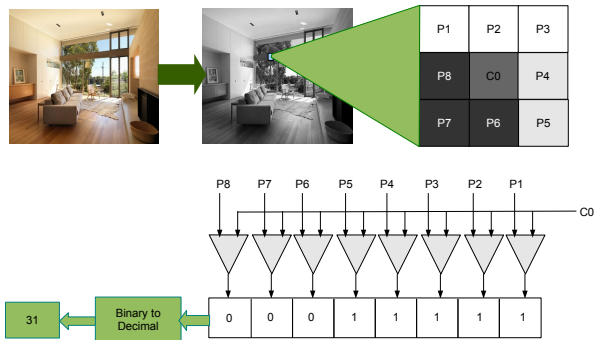 P1 P2 P3
P8 C0 P4
P7 P6 P5
P8 P7 P6 P5 P4 P3 P2 P1
C0
31
Binary to
Decimal
0 0 0 1 1 1 1 1